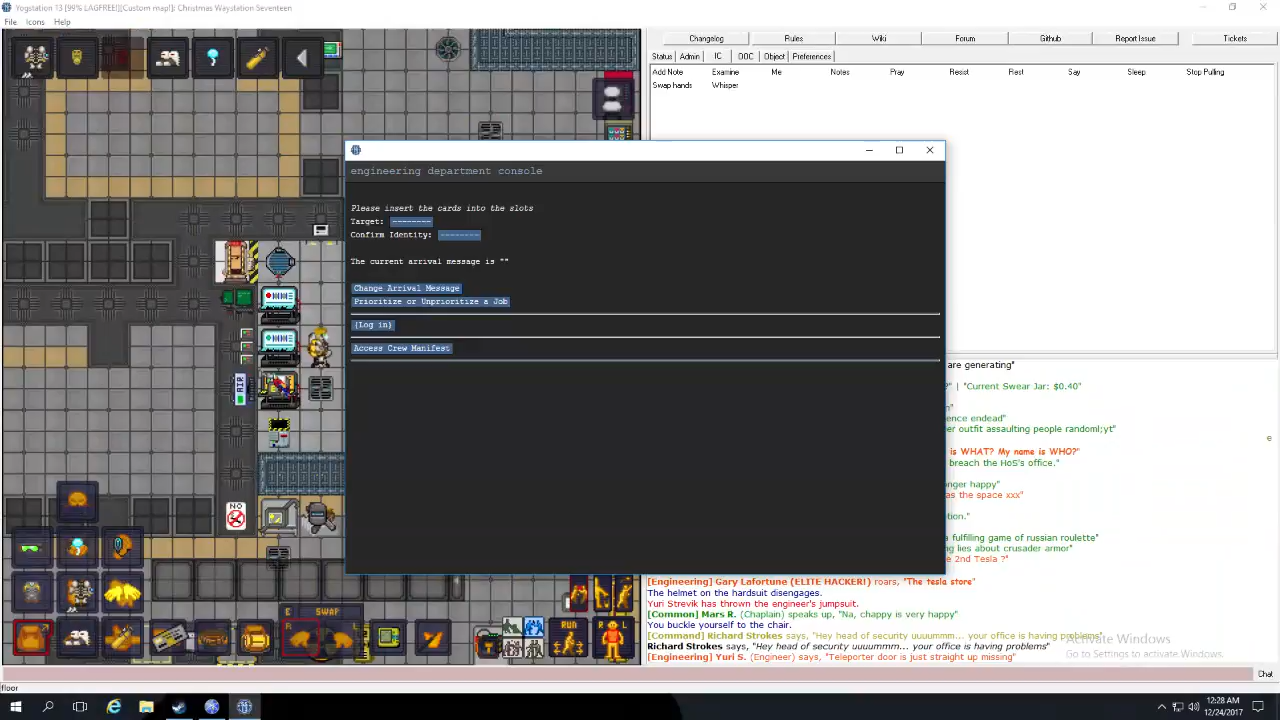 Yogstation 13 [99% LAGFREE!][Custom map!]: Christmas Waystation Seventeen
File Icons Help
Changelog Rules Wiki Forum Github Report Issue Tickets
Status Admin IC OOC Object Preferences
Add Note Examine Me Notes Pray Resist Rest Say Sleep Stop Pulling
Swap hands Whisper
engineering department console
Please insert the cards into the slots
Target: --------
Confirm Identity: --------
The current arrival message is ""
Change Arrival Message
Prioritize or Unprioritize a Job
{Log in}
Access Crew Manifest
AIR
NO
are generating"
" | "Current Swear Jar: $0.40"
ence endead"
er outfit assaulting people randoml;yt"
e
is WHAT? My name is WHO?"
breach the HoS's office."
nger happy"
as the space xxx"
tion."
a fulfilling game of russian roulette"
ng lies about crusader armor"
e 2nd Tesla ?"
[Engineering] Gary Lafortune (ELITE HACKER!) roars, "The tesla store"
The helmet on the hardsuit disengages.
Yuri Strevik has thrown the engineer's jumpsuit.
[Common] Mars R. (Chaplain) speaks up, "Na, chappy is very happy"
You buckle yourself to the chair.
[Command] Richard Strokes says, "Hey head of security uuuummm... your office is having problems"
Richard Strokes says, "Hey head of security uuuummm... your office is having problems"
[Engineering] Yuri S. (Engineer) says, "Teleporter door is just straight up missing"
Activate Windows
Go to Settings to activate Windows.
E SWAP
R L
RUN
R L
Chat
floor
12:28 AM
12/24/2017